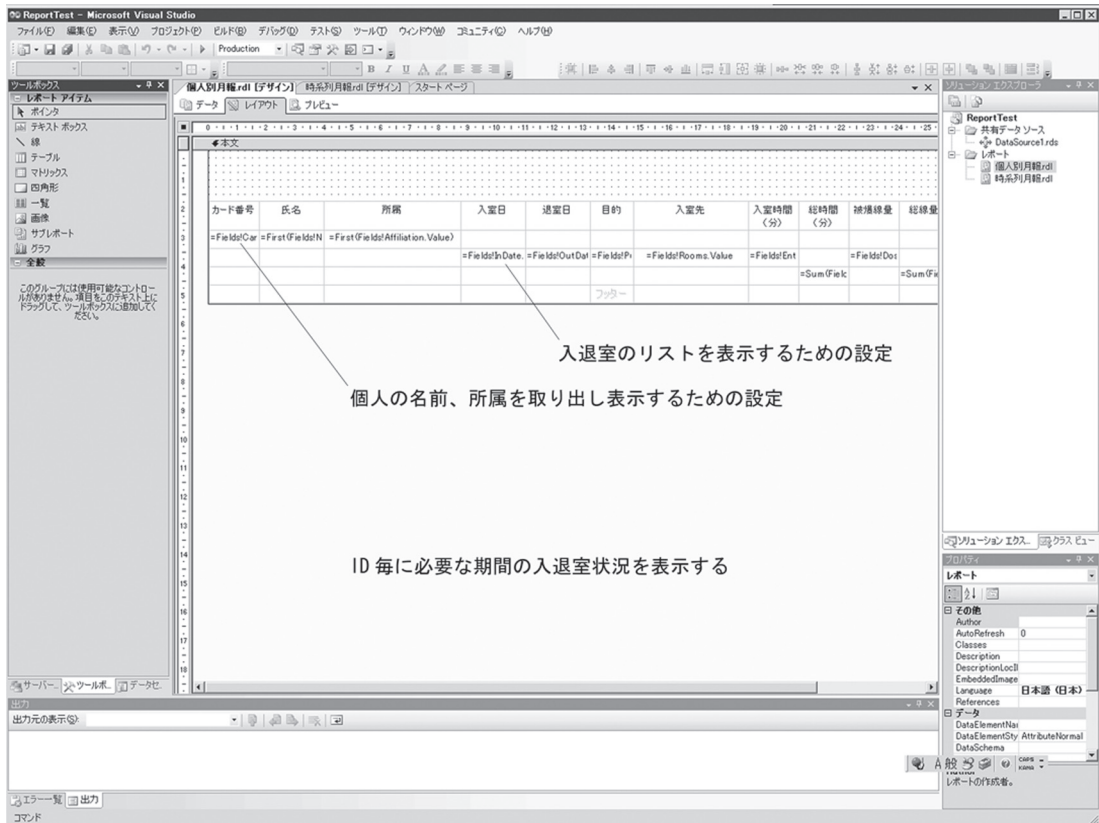 ReportTest - Microsoft Visual Studio
ファイル(F) 編集(E) 表示(V) プロジェクト(P) ビルド(B) デバッグ(D) テスト(S) ツール(T) ウィンドウ(W) コミュニティ(C) ヘルプ(H)
Production
ツールボックス
レポート アイテム
ポインタ
テキスト ボックス
線
テーブル
マトリックス
四角形
一覧
画像
サブレポート
グラフ
全般
このグループには使用可能なコントロー
ルがありません。項目をこのテキスト上に
ドラッグして、ツールボックスに追加してく
ださい。
サーバー... ツールボ... データセ...
個人別月報.rdl [デザイン] 時系列月報.rdl [デザイン] スタート ページ
データ レイアウト プレビュー
本文
カード番号 氏名 所属 入室日 退室日 目的 入室先 入室時間(分) 総時間(分) 被爆線量 総線量
=Fields!Car =First(Fields!N =First(Fields!Affiliation.Value)
=Fields!InDate. =Fields!OutDat =Fields!P =Fields!Rooms.Value =Fields!Ent =Fields!Dos
=Sum(Fielc =Sum(Fie
フッター
入退室のリストを表示するための設定
個人の名前、所属を取り出し表示するための設定
ID 毎に必要な期間の入退室状況を表示する
ソリューション エクスプローラ
ReportTest
共有データ ソース
DataSource1.rds
レポート
個人別月報.rdl
時系列月報.rdl
ソリューション エクス... クラス ビュー
プロパティ
レポート
その他
Author
AutoRefresh 0
Classes
Description
DescriptionLocI
EmbeddedImage
Language 日本語 (日本)
References
データ
DataElementNa
DataElementSty AttributeNormal
DataSchema
A 般 CAPS KANA
Author
レポートの作成者。
出力
出力元の表示(S):
エラー一覧 出力
コマンド